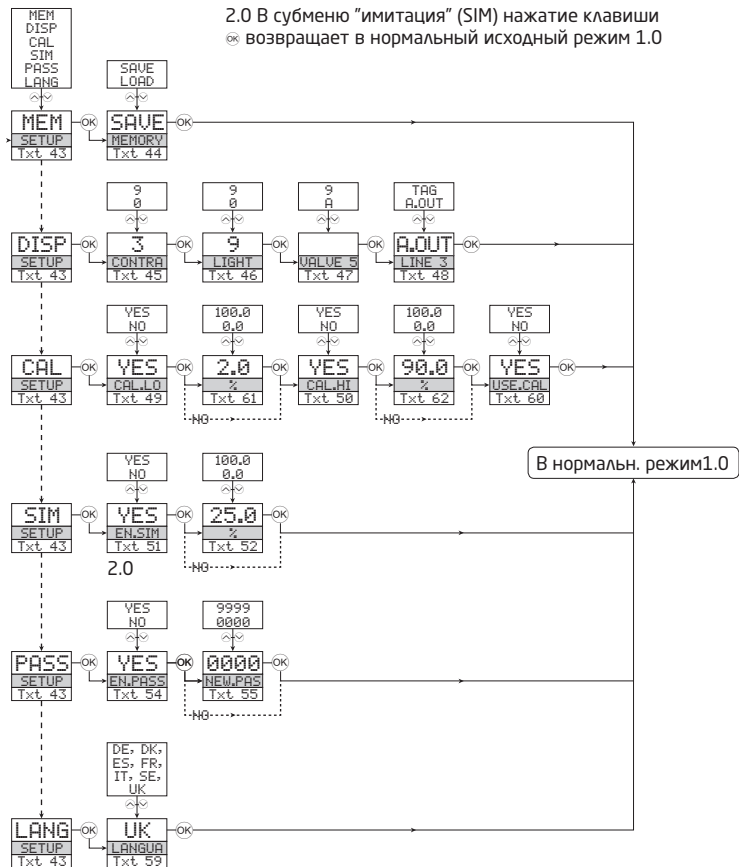 2.0 В субменю "имитация" (SIM) нажатие клавиши
OK возвращает в нормальный исходный режим 1.0
MEM
DISP
CAL
SIM
PASS
LANG
SAVE
LOAD
MEM OK SAVE OK
SETUP MEMORY
Txt 43 Txt 44
9 9 9 TAG
0 0 A A.OUT
DISP OK 3 OK 9 OK OK A.OUT OK
SETUP CONTRA LIGHT VALVE 5 LINE 3
Txt 43 Txt 45 Txt 46 Txt 47 Txt 48
YES 100.0 YES 100.0 YES
NO 0.0 NO 0.0 NO
CAL OK YES OK 2.0 OK YES OK 90.0 OK YES OK
SETUP CAL.LO % CAL.HI % USE.CAL
Txt 43 Txt 49 Txt 61 Txt 50 Txt 62 Txt 60
NO NO
В нормальн. режим1.0
YES 100.0
NO 0.0
SIM OK YES OK 25.0 OK
SETUP EN.SIM %
Txt 43 Txt 51 Txt 52
2.0 NO
YES 9999
NO 0000
PASS OK YES OK 0000 OK
SETUP EN.PASS NEW.PAS
Txt 43 Txt 54 Txt 55
NO
DE, DK,
ES, FR,
IT, SE,
UK
LANG OK UK OK
SETUP LANGUA
Txt 43 Txt 59